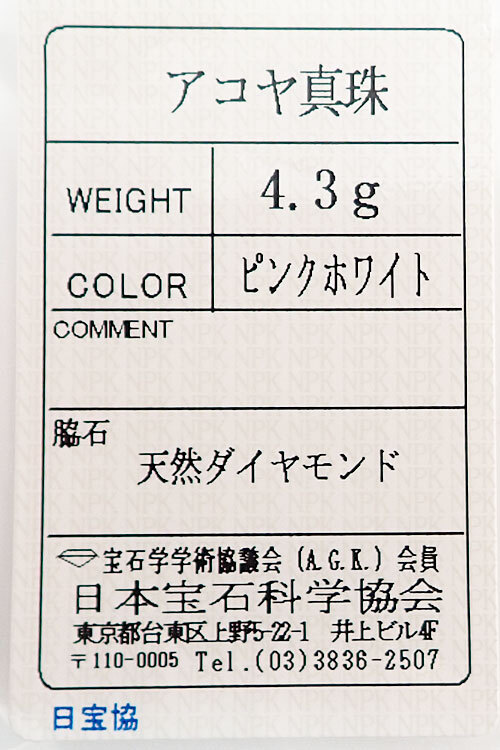 アコヤ真珠
WEIGHT 4.3g
COLOR ピンクホワイト
COMMENT
脇石
天然ダイヤモンド
宝石学学術協議会(A.G.K.)会員
日本宝石科学協会
東京都台東区上野5-22-1 井上ビル4F
〒110-0005 Tel.(03)3836-2507
日宝協